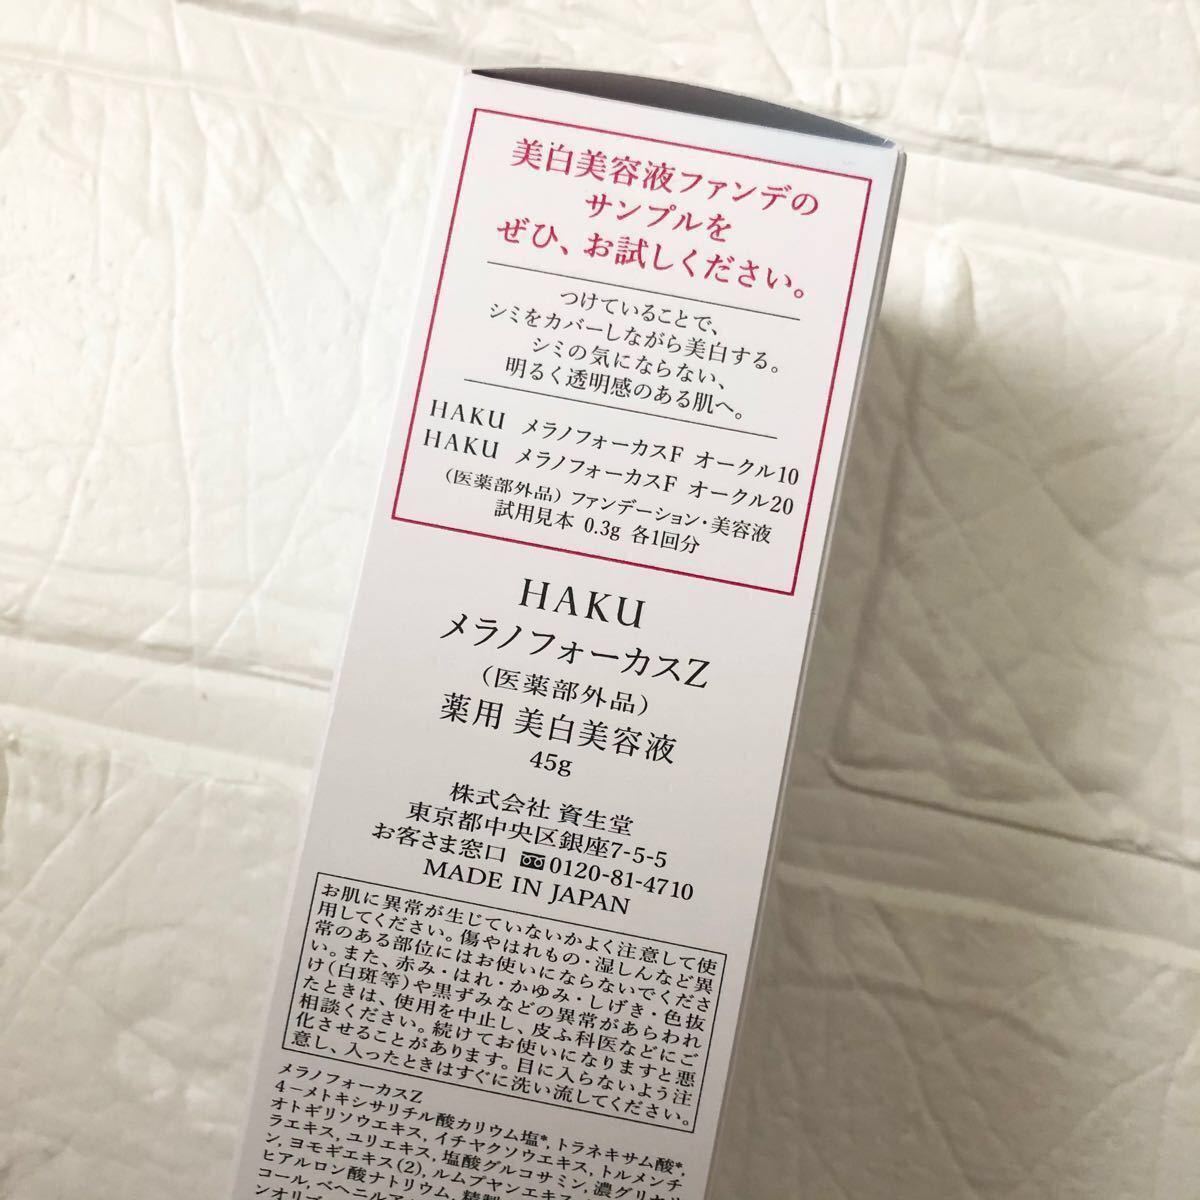 美白美容液ファンデの
サンプルを
ぜひ、お試しください。
つけていることで、
シミをカバーしながら美白する。
シミの気にならない、
明るく透明感のある肌へ。
HAKU メラノフォーカスF オークル10
HAKU メラノフォーカスF オークル20
(医薬部外品) ファンデーション・美容液
試用見本 0.3g 各1回分
HAKU
メラノフォーカスZ
(医薬部外品)
薬用 美白美容液
45g
株式会社 資生堂
東京都中央区銀座7-5-5
お客さま窓口 0120-81-4710
MADE IN JAPAN
お肌に異常が生じていないかよく注意して使
用してください。傷やはれもの・湿しんなど異
常のある部位にはお使いにならないでくださ
い。また、赤み・はれ・かゆみ・しげき・色抜
け(白斑等)や黒ずみなどの異常があらわれ
たときは、使用を中止し、皮ふ科医などにご
相談ください。続けてお使いになりますと悪
化させることがあります。目に入らないよう注
意し、入ったときはすぐに洗い流してください。
メラノフォーカスZ
4－メトキシサリチル酸カリウム塩*, トラネキサム酸*,
オトギリソウエキス, イチヤクソウエキス, トルメンチ
ラエキス, ユリエキス, 塩酸グルコサミン, 濃グリセリ
ン, ヨモギエキス(2), ルムプヤンエキス,
ヒアルロン酸ナトリウム, 精製
コール, ベヘニルア
ンオリゴ